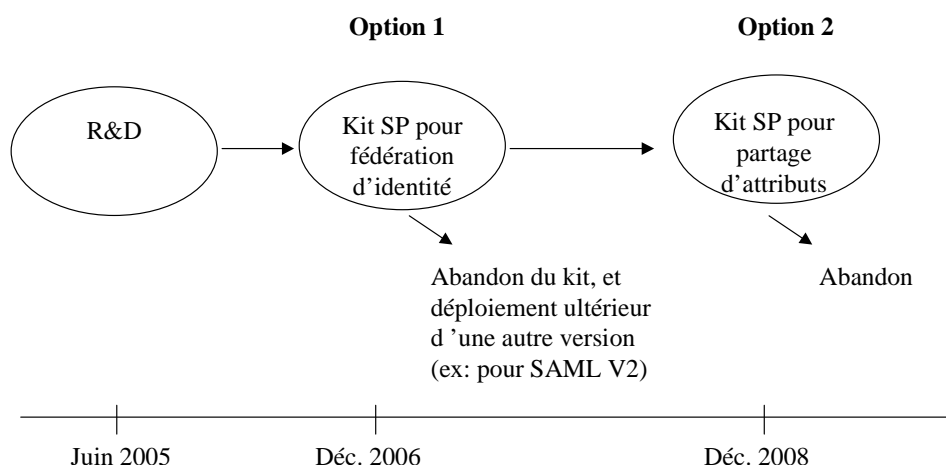 Option 1
Option 2
R&D
Kit SP pour
fédération
d’identité
Kit SP pour
partage
d’attributs
Abandon du kit, et
déploiement ultérieur
d ’une autre version
(ex: pour SAML V2)
Abandon
Juin 2005
Déc. 2006
Déc. 2008